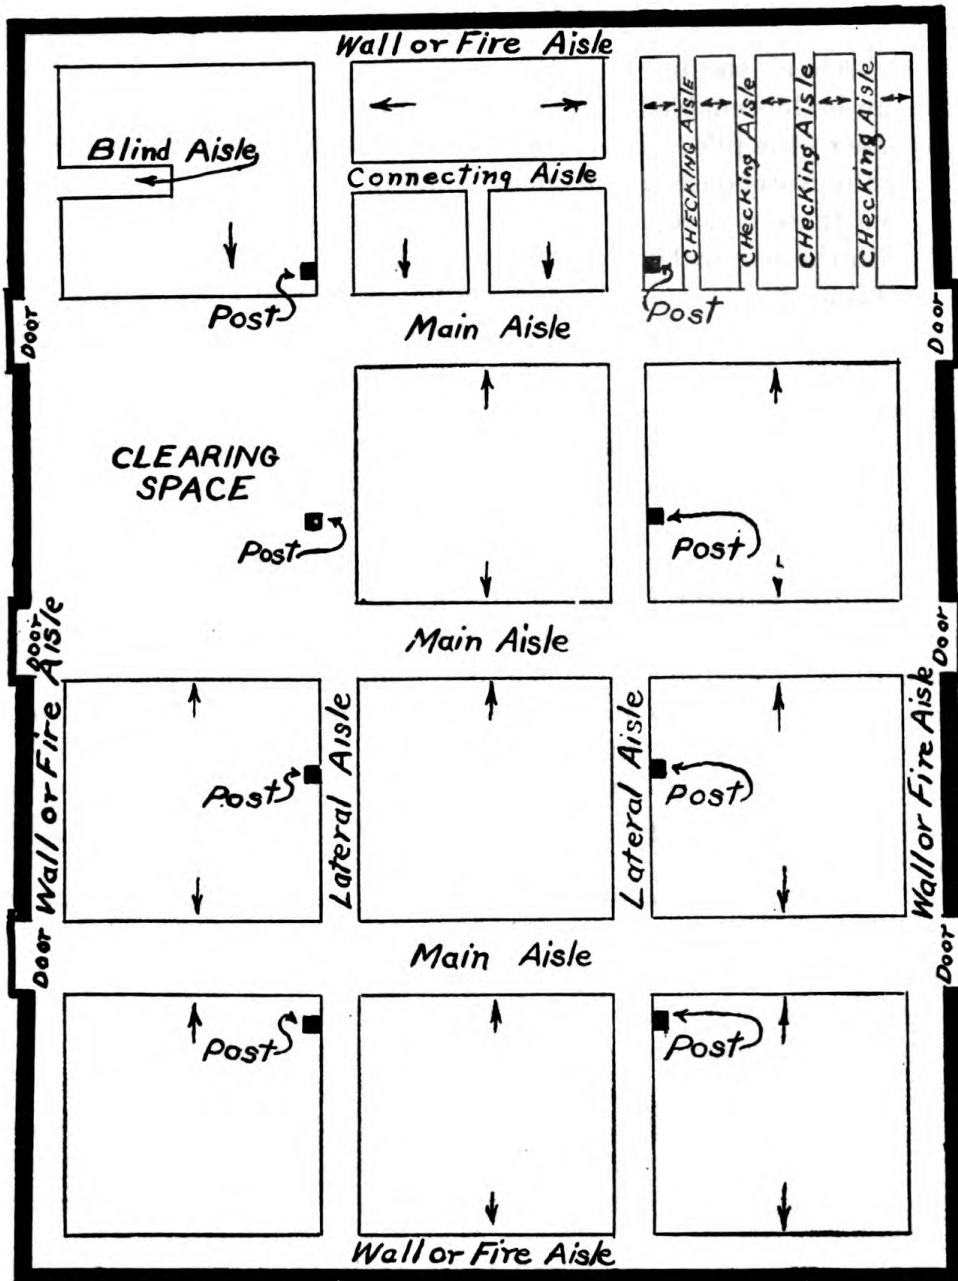 Wall or Fire Aisle
Blind Aisle
Connecting Aisle
CHECKING AISLE
CHecking Aisle
CHecking Aisle
CHecking Aisle
Post
Post
Door
Main Aisle
Door
CLEARING
SPACE
Post
Post
Door
Main Aisle
Door
Wall or Fire Aisle
Post
Lateral Aisle
Lateral Aisle
Post
Wall or Fire Aisle
Door
Main Aisle
Door
Post
Post
Wall or Fire Aisle